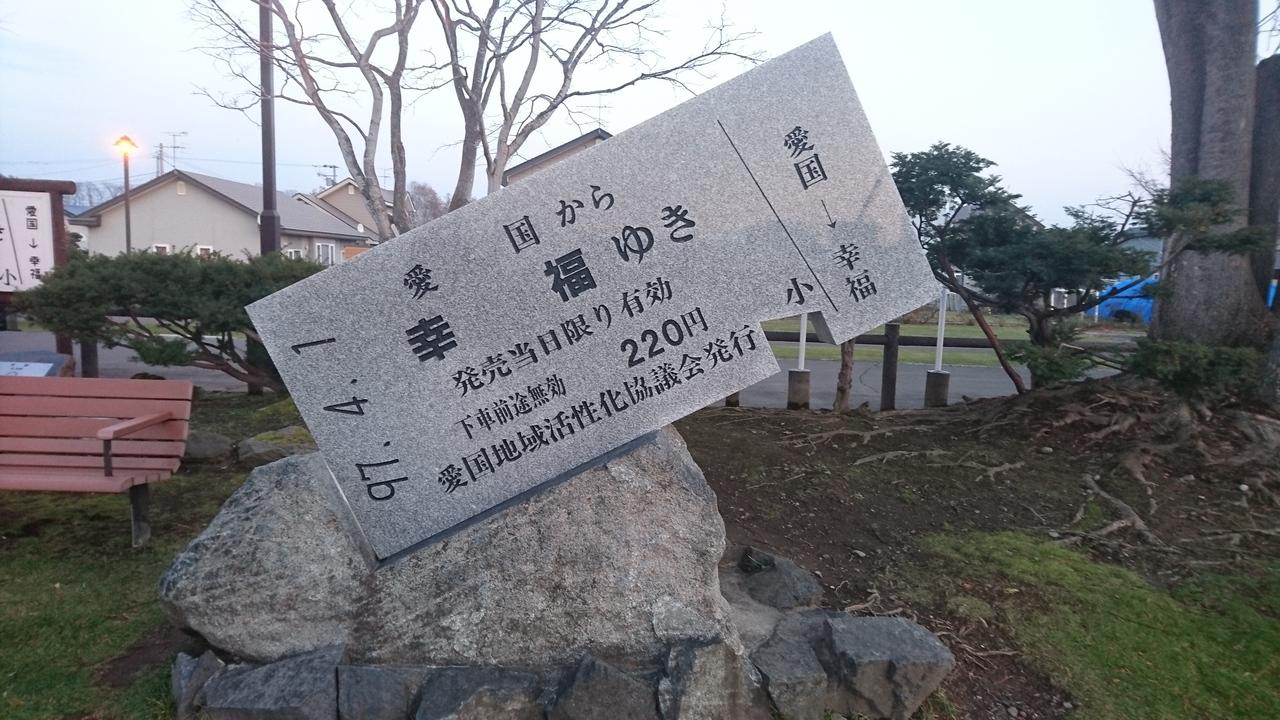 愛国から
幸福ゆき
発売当日限り有効
下車前途無効
220円
愛国地域活性化協議会発行
1.4.27
小
愛国→幸福
愛国→幸福
小